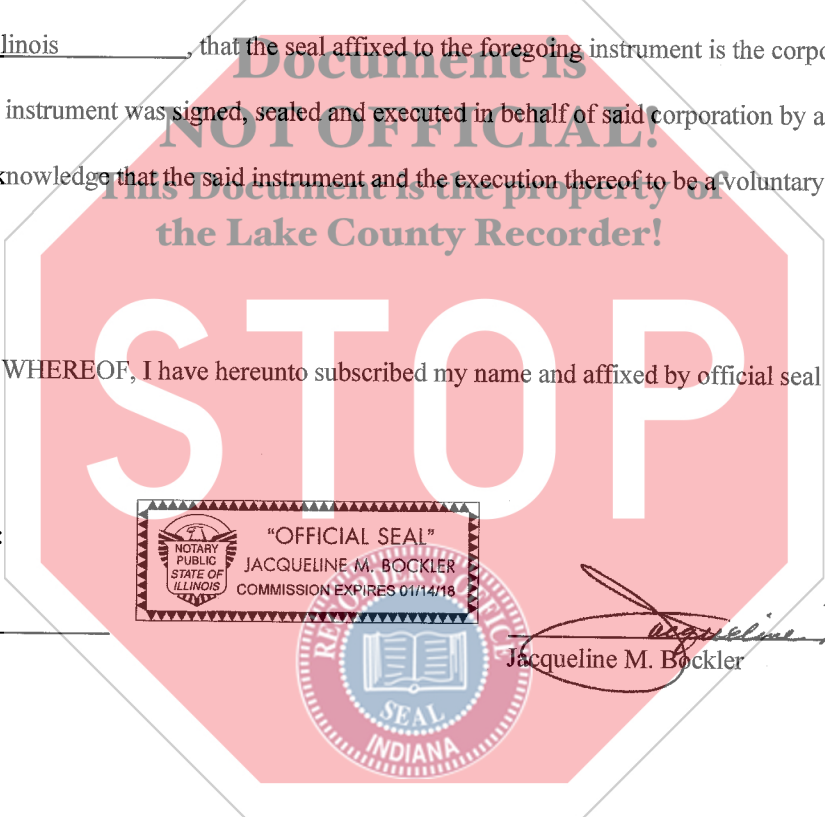 Document is
linois, that the seal affixed to the foregoing instrument is the corpo
NOT OFFICIAL!
instrument was signed, sealed and executed in behalf of said corporation by a
This Document is the property of
knowledge that the said instrument and the execution thereof to be a voluntary
the Lake County Recorder!
STOP
WHEREOF, I have hereunto subscribed my name and affixed by official seal
:
"OFFICIAL SEAL"
JACQUELINE M. BOCKLER
COMMISSION EXPIRES 01/14/18
NOTARY
PUBLIC
STATE OF
ILLINOIS
RECORDER'S OFFICE
SEAL
INDIANA
Jacqueline
Jacqueline M. Bockler